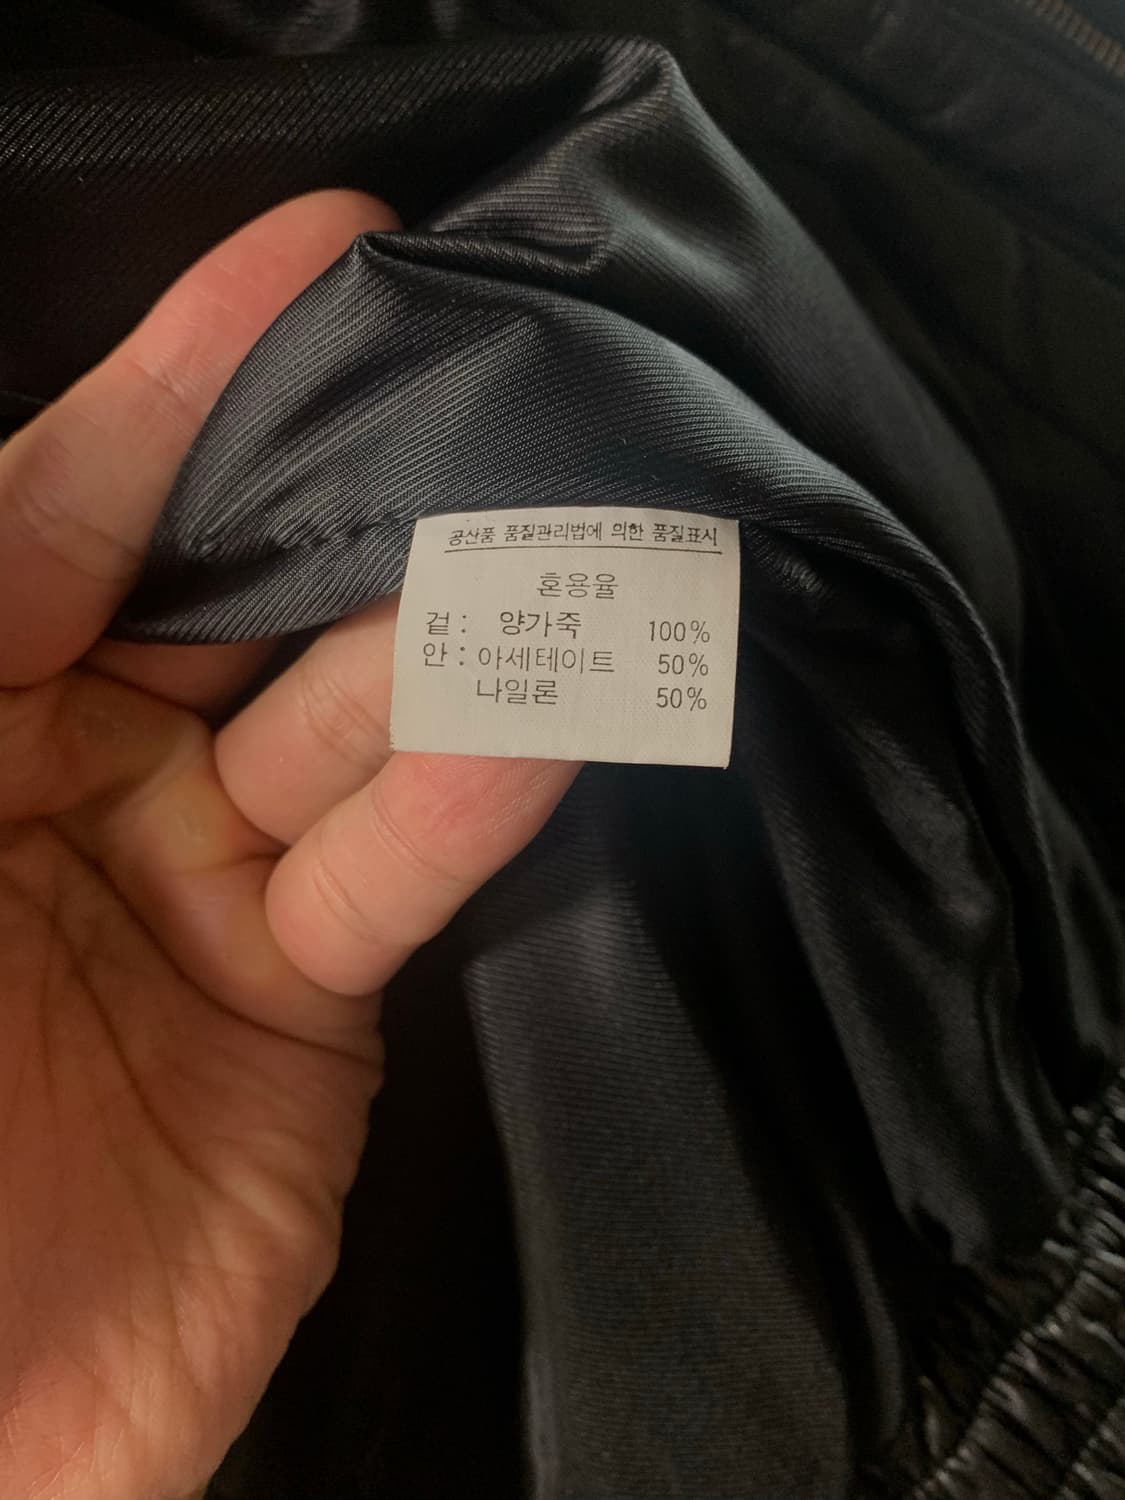 공산품 품질관리법에 의한 품질표시
혼용율
겉 : 양가죽 100%
안 : 아세테이트 50%
나일론 50%